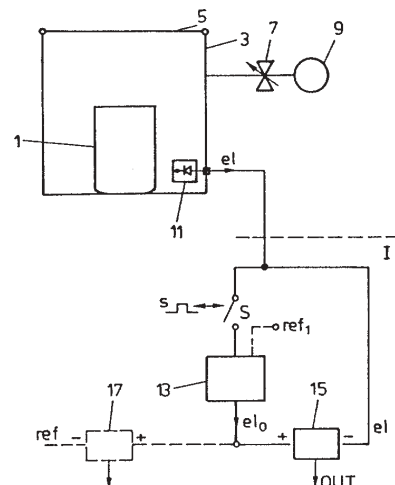 5
3
7
9
1
11
el
I
s
S
ref₁
13
el₀
17
15
ref
-
+
+
-
el
OUT